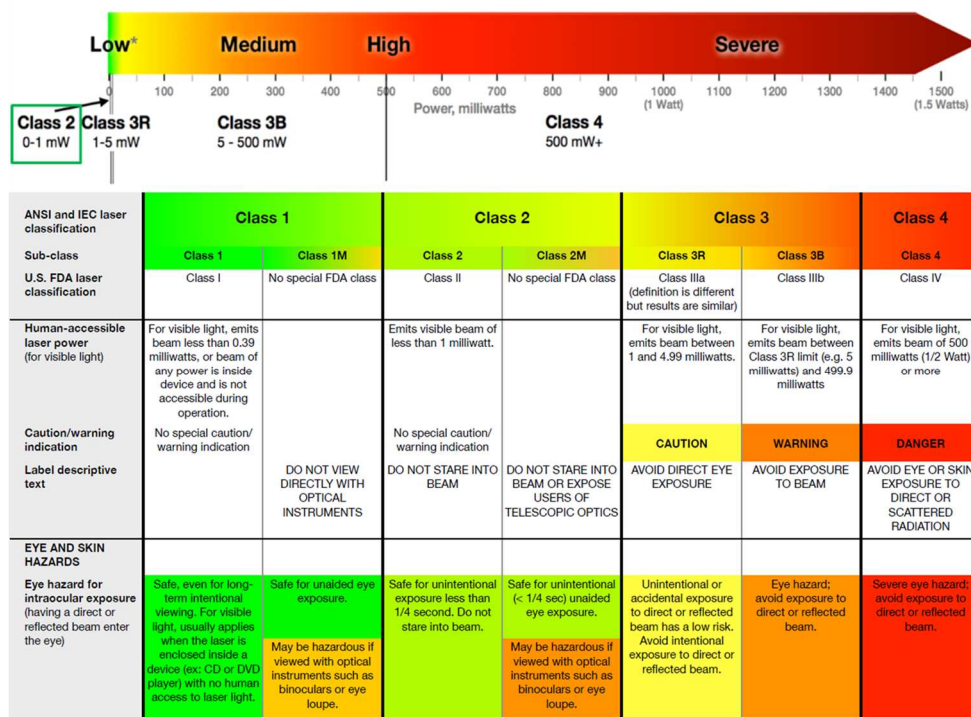 Low* Medium High Severe
0 100 200 300 400 500 600 700 800 900 1000 1100 1200 1300 1400 1500
Power, milliwatts (1 Watt) (1.5 Watts)
Class 2 Class 3R Class 3B Class 4
0-1 mW 1-5 mW 5 - 500 mW 500 mW+
ANSI and IEC laser
classification
Class 1 Class 2 Class 3 Class 4
Sub-class Class 1 Class 1M Class 2 Class 2M Class 3R Class 3B Class 4
U.S. FDA laser
classification
Class I
No special FDA class
Class II
No special FDA class
Class IIIa
(definition is different
but results are similar)
Class IIIb
Class IV
Human-accessible
laser power
(for visible light)
For visible light, emits
beam less than 0.39
milliwatts, or beam of
any power is inside
device and is not
accessible during
operation.
Emits visible beam of
less than 1 milliwatt.
For visible light, emits
beam between
1 and 4.99 milliwatts.
For visible light,
emits beam between
Class 3R limit (e.g. 5
milliwatts) and 499.9
milliwatts
For visible light,
emits beam of 500
milliwatts (1/2 Watt)
or more
Caution/warning
indication
No special caution/
warning indication
No special caution/
warning indication
CAUTION
WARNING
DANGER
Label descriptive
text
DO NOT VIEW
DIRECTLY WITH
OPTICAL
INSTRUMENTS
DO NOT STARE INTO
BEAM
DO NOT STARE INTO
BEAM OR EXPOSE
USERS OF
TELESCOPIC OPTICS
AVOID DIRECT EYE
EXPOSURE
AVOID EXPOSURE
TO BEAM
AVOID EYE OR SKIN
EXPOSURE TO
DIRECT OR
SCATTERED
RADIATION
EYE AND SKIN
HAZARDS
Eye hazard for
intraocular exposure
(having a direct or
reflected beam enter
the eye)
Safe, even for long-
term intentional
viewing. For visible
light, usually applies
when the laser is
enclosed inside a
device (ex: CD or DVD
player) with no human
access to laser light.
Safe for unaided eye
exposure.
May be hazardous if
viewed with optical
instruments such as
binoculars or eye
loupe.
Safe for unintentional
exposure less than
1/4 second. Do not
stare into beam.
Safe for unintentional
(< 1/4 sec) unaided
eye exposure.
May be hazardous if
viewed with optical
instruments such as
binoculars or eye
loupe.
Unintentional or
accidental exposure
to direct or reflected
beam has a low risk.
Avoid intentional
exposure to direct or
reflected beam.
Eye hazard;
avoid exposure to
direct or reflected
beam.
Severe eye hazard;
avoid exposure to
direct or reflected
beam.